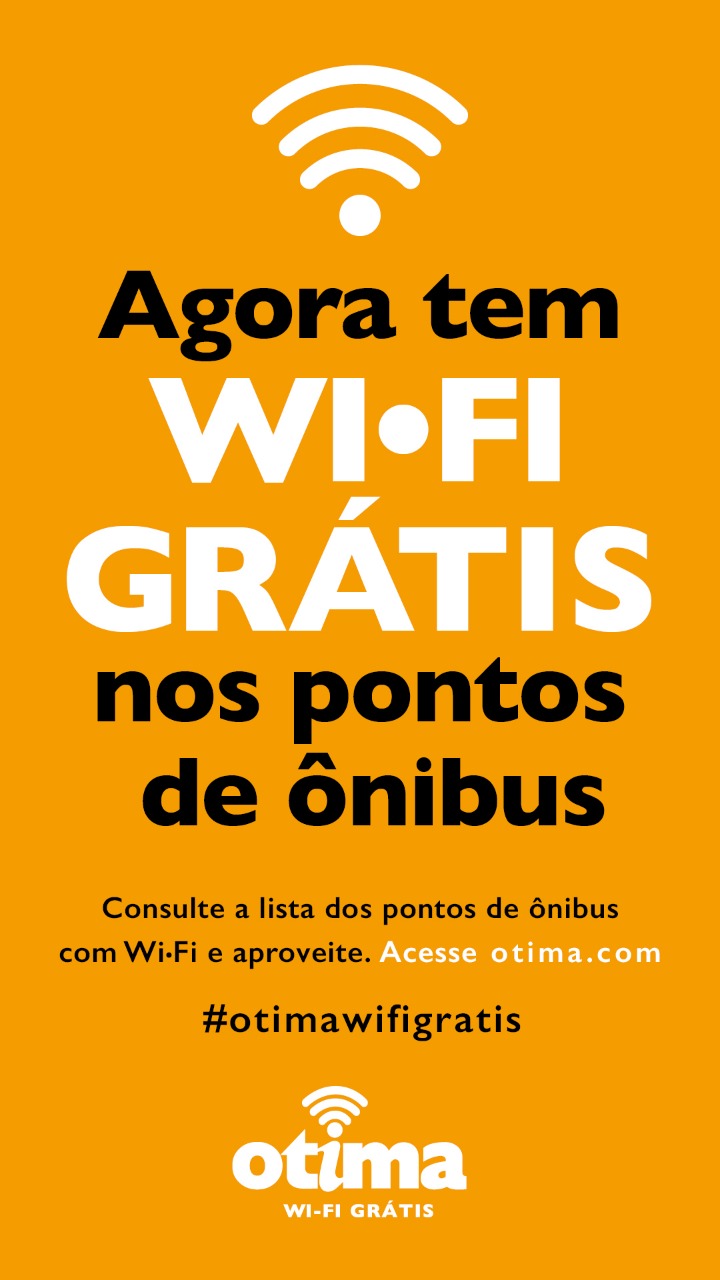 Agora tem
WI•FI
GRÁTIS
nos pontos
de ônibus
Consulte a lista dos pontos de ônibus
com Wi•Fi e aproveite. Acesse otima.com
#otimawifigratis
otima
WI-FI GRÁTIS